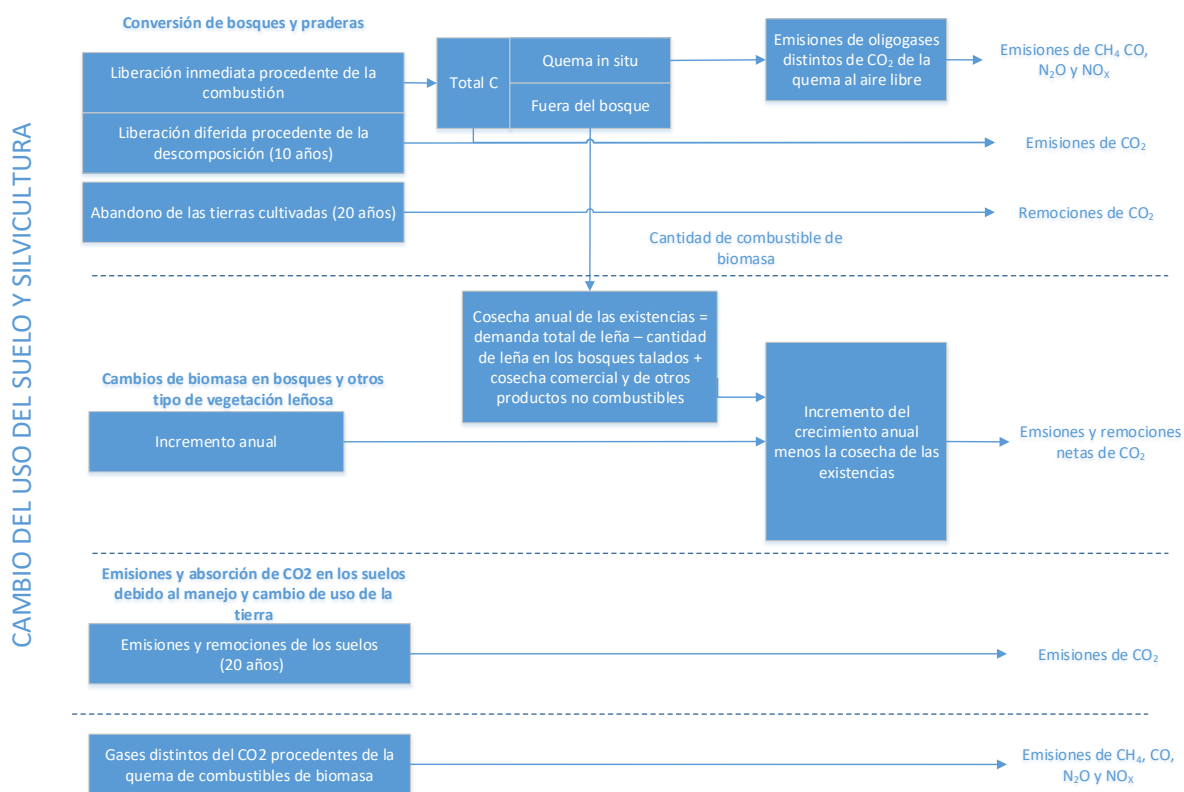 CAMBIO DEL USO DEL SUELO Y SILVICULTURA
Conversión de bosques y praderas
Liberación inmediata procedente de la
combustión
Total C
Quema in situ
Fuera del bosque
Emisiones de oligogases
distintos de CO₂ de la
quema al aire libre
Emisiones de CH₄ CO,
N₂O y NOₓ
Liberación diferida procedente de la
descomposición (10 años)
Emisiones de CO₂
Abandono de las tierras cultivadas (20 años)
Remociones de CO₂
Cantidad de combustible de
biomasa
Cosecha anual de las existencias =
demanda total de leña – cantidad
de leña en los bosques talados +
cosecha comercial y de otros
productos no combustibles
Cambios de biomasa en bosques y otros
tipo de vegetación leñosa
Incremento anual
Incremento del
crecimiento anual
menos la cosecha de las
existencias
Emsiones y remociones
netas de CO₂
Emisiones y absorción de CO2 en los suelos
debido al manejo y cambio de uso de la
tierra
Emisiones y remociones de los suelos
(20 años)
Emisiones de CO₂
Gases distintos del CO2 procedentes de la
quema de combustibles de biomasa
Emisiones de CH₄, CO,
N₂O y NOₓ